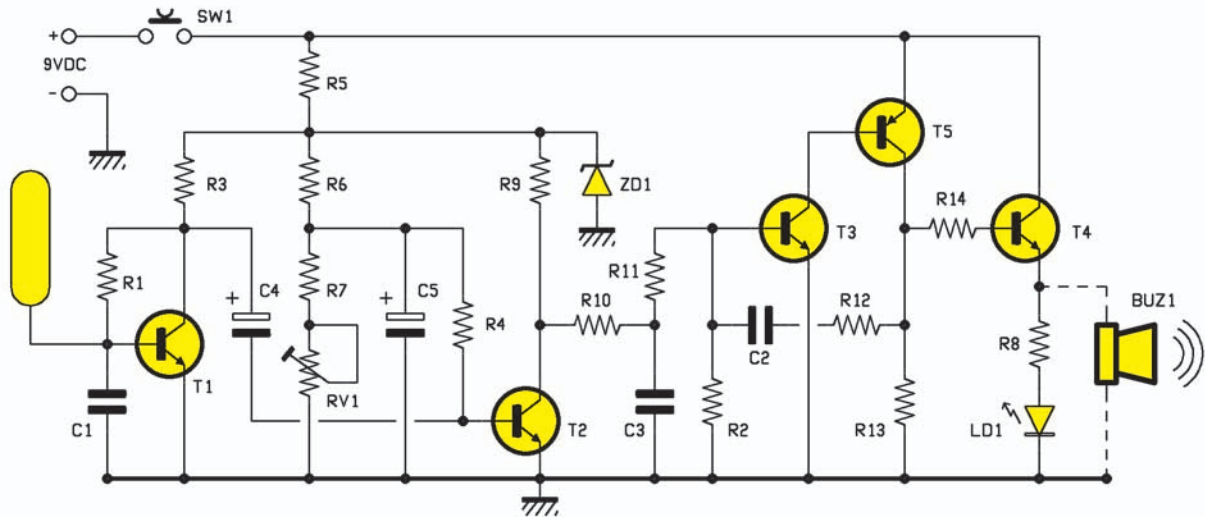 SW1
+
9VDC
-
R5
T5
R3
R6
R9
ZD1
R14
T3
T4
R1
C4
R7
C5
R11
BUZ1
R4
R10
R12
R8
T1
RV1
C2
C1
T2
C3
R2
R13
LD1
+
+